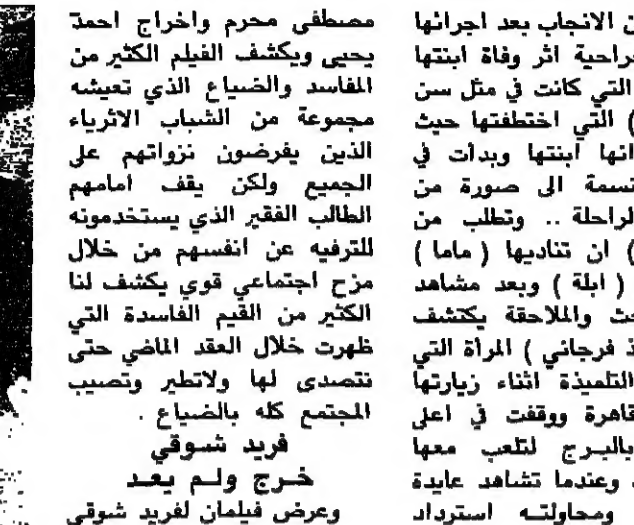 ن الانجاب بعد اجرائها
راحية اثر وفاة ابنتها
التي كانت في مثل سن
) التي اختطفتها حيث
انها ابنتها وبدأت في
تسمة الى صورة من
لراحلة .. وتطلب من
) ان تناديها ( ماما )
( ابلة ) وبعد مشاهد
حث والملاحقة يكتشف
ذ فرجاني ) المرأة التي
التلميذة اثناء زيارتها
قاهرة ووقفت في اعلى
بالبرج لتلعب معها
وعندما تشاهد عايدة
ومحاولته استرداد
مصطفى محرم واخراج احمد
يحيى ويكشف الفيلم الكثير من
المفاسد والضياع الذي تعيشه
مجموعة من الشباب الاثرياء
الذين يفرضون نزواتهم على
الجميع ولكن يقف امامهم
الطالب الفقير الذي يستخدمونه
للترفيه عن انفسهم من خلال
مزح اجتماعي قوي يكشف لنا
الكثير من القيم الفاسدة التي
ظهرت خلال العقد الماضي حتى
نتصدى لها ولاتطير وتصيب
المجتمع كله بالضياع .
فريد شوقي
خرج ولم يعد
وعرض فيلمان لفريد شوقي